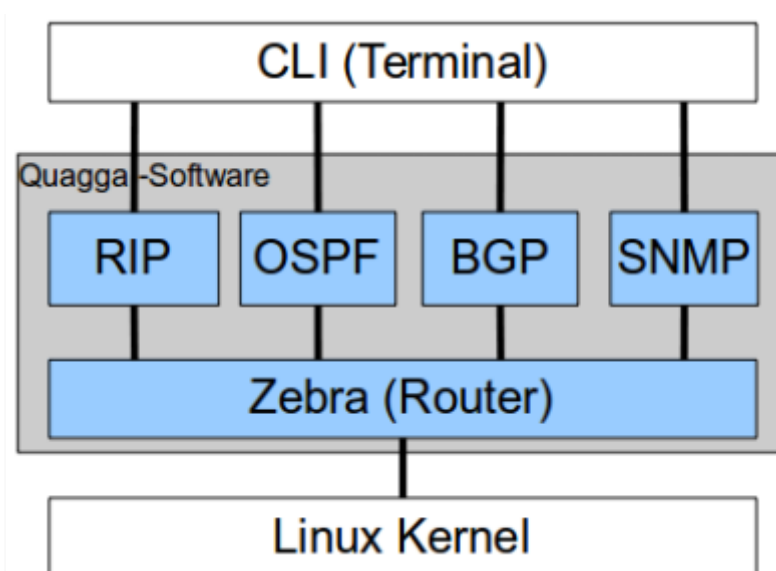 CLI (Terminal)
Quagga -Software
RIP OSPF BGP SNMP
Zebra (Router)
Linux Kernel